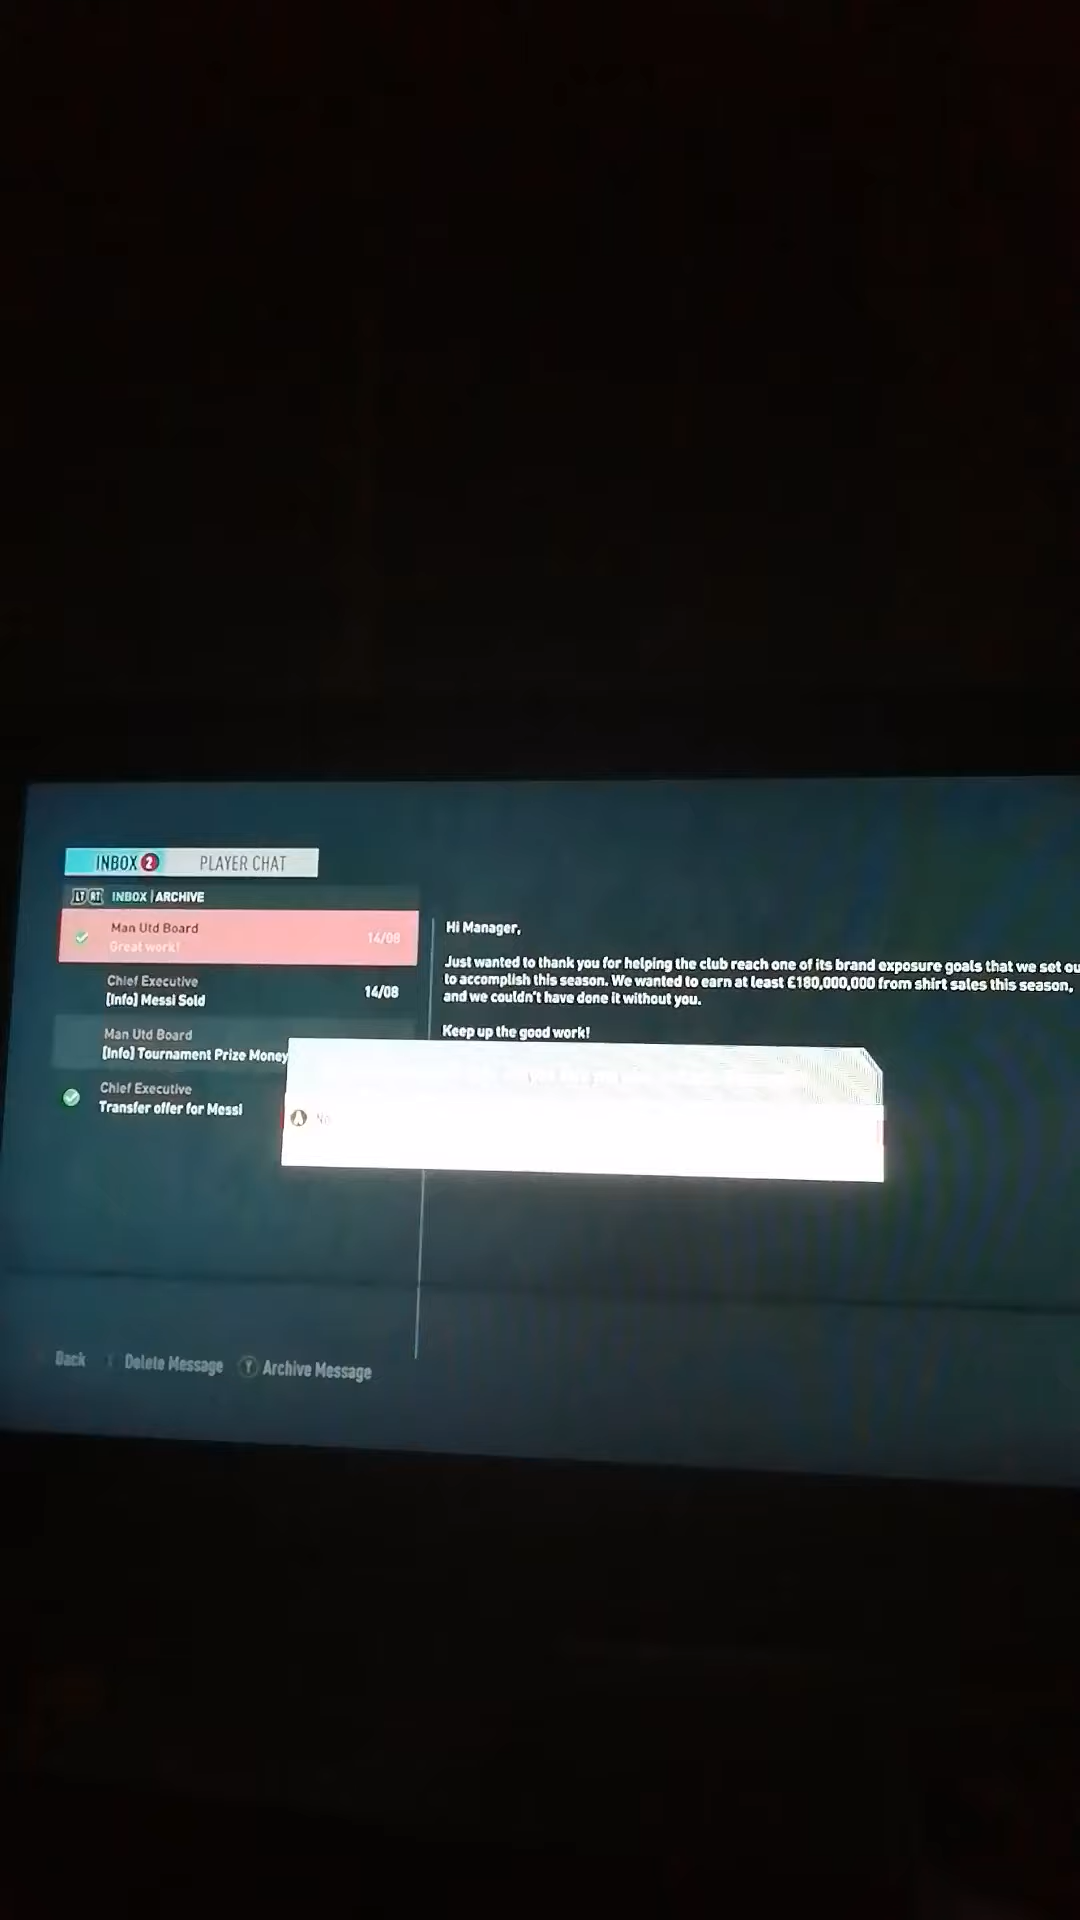 INBOX 2 PLAYER CHAT
LT RT INBOX | ARCHIVE
Man Utd Board
Great work! 14/08
Chief Executive
[Info] Messi Sold 14/08
Man Utd Board
[Info] Tournament Prize Money
Chief Executive
Transfer offer for Messi
Hi Manager,
Just wanted to thank you for helping the club reach one of its brand exposure goals that we set ou
to accomplish this season. We wanted to earn at least £180,000,000 from shirt sales this season,
and we couldn't have done it without you.
Keep up the good work!
A No
Back Delete Message Y Archive Message